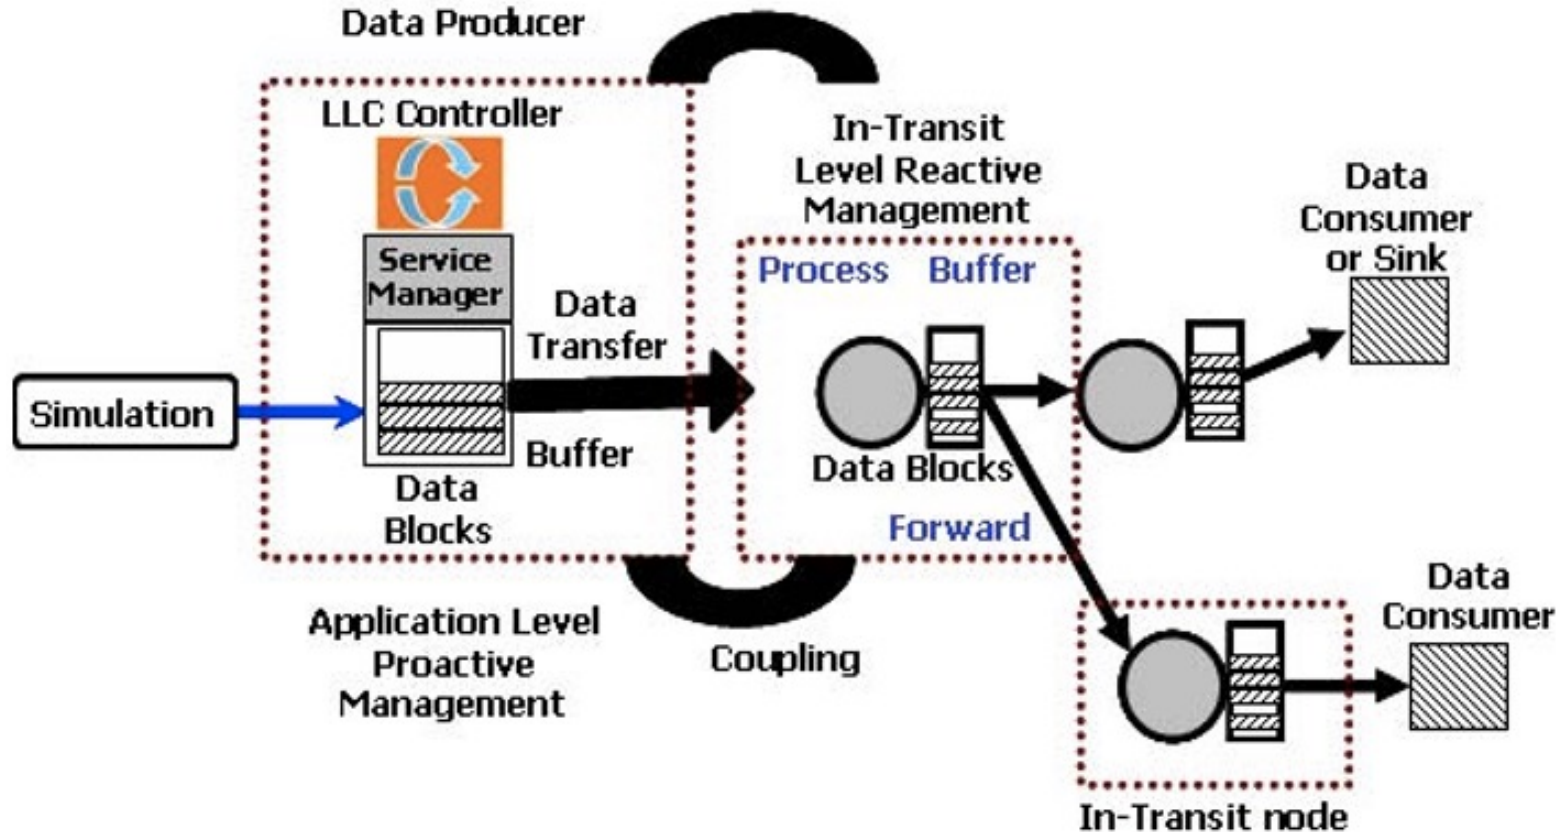 Data Producer
LLC Controller
Service
Manager
Data
Transfer
Simulation
Buffer
Data
Blocks
Application Level
Proactive
Management
Coupling
In-Transit
Level Reactive
Management
Process Buffer
Data Blocks
Forward
Data
Consumer
or Sink
Data
Consumer
In-Transit node